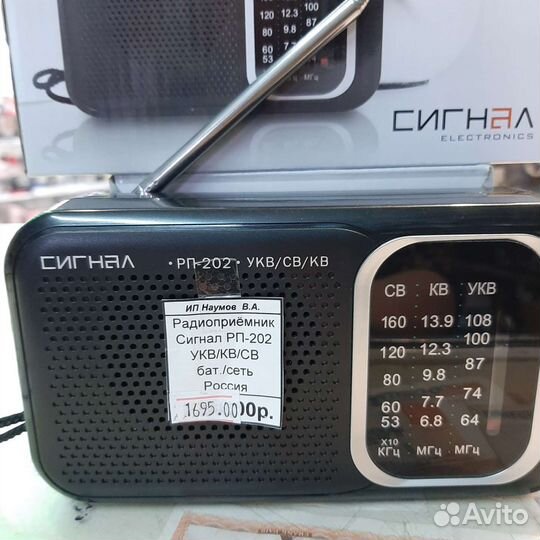 120 12.3 100
80 9.8 87
60 7.7
53
МГц
СИГНАЛ
ELECTRONICS
СИГНАЛ
•РП-202• УКВ/СВ/КВ
ИП Наумов В.А.
Радиоприёмник
Сигнал РП-202
УКВ/КВ/СВ
бат./сеть
Россия
1695.00
00р.
СВ КВ УКВ
160 13.9 108
100
120 12.3
87
80 9.8
74
60 7.7
53 6.8 64
X10
КГц МГц МГц
Avito